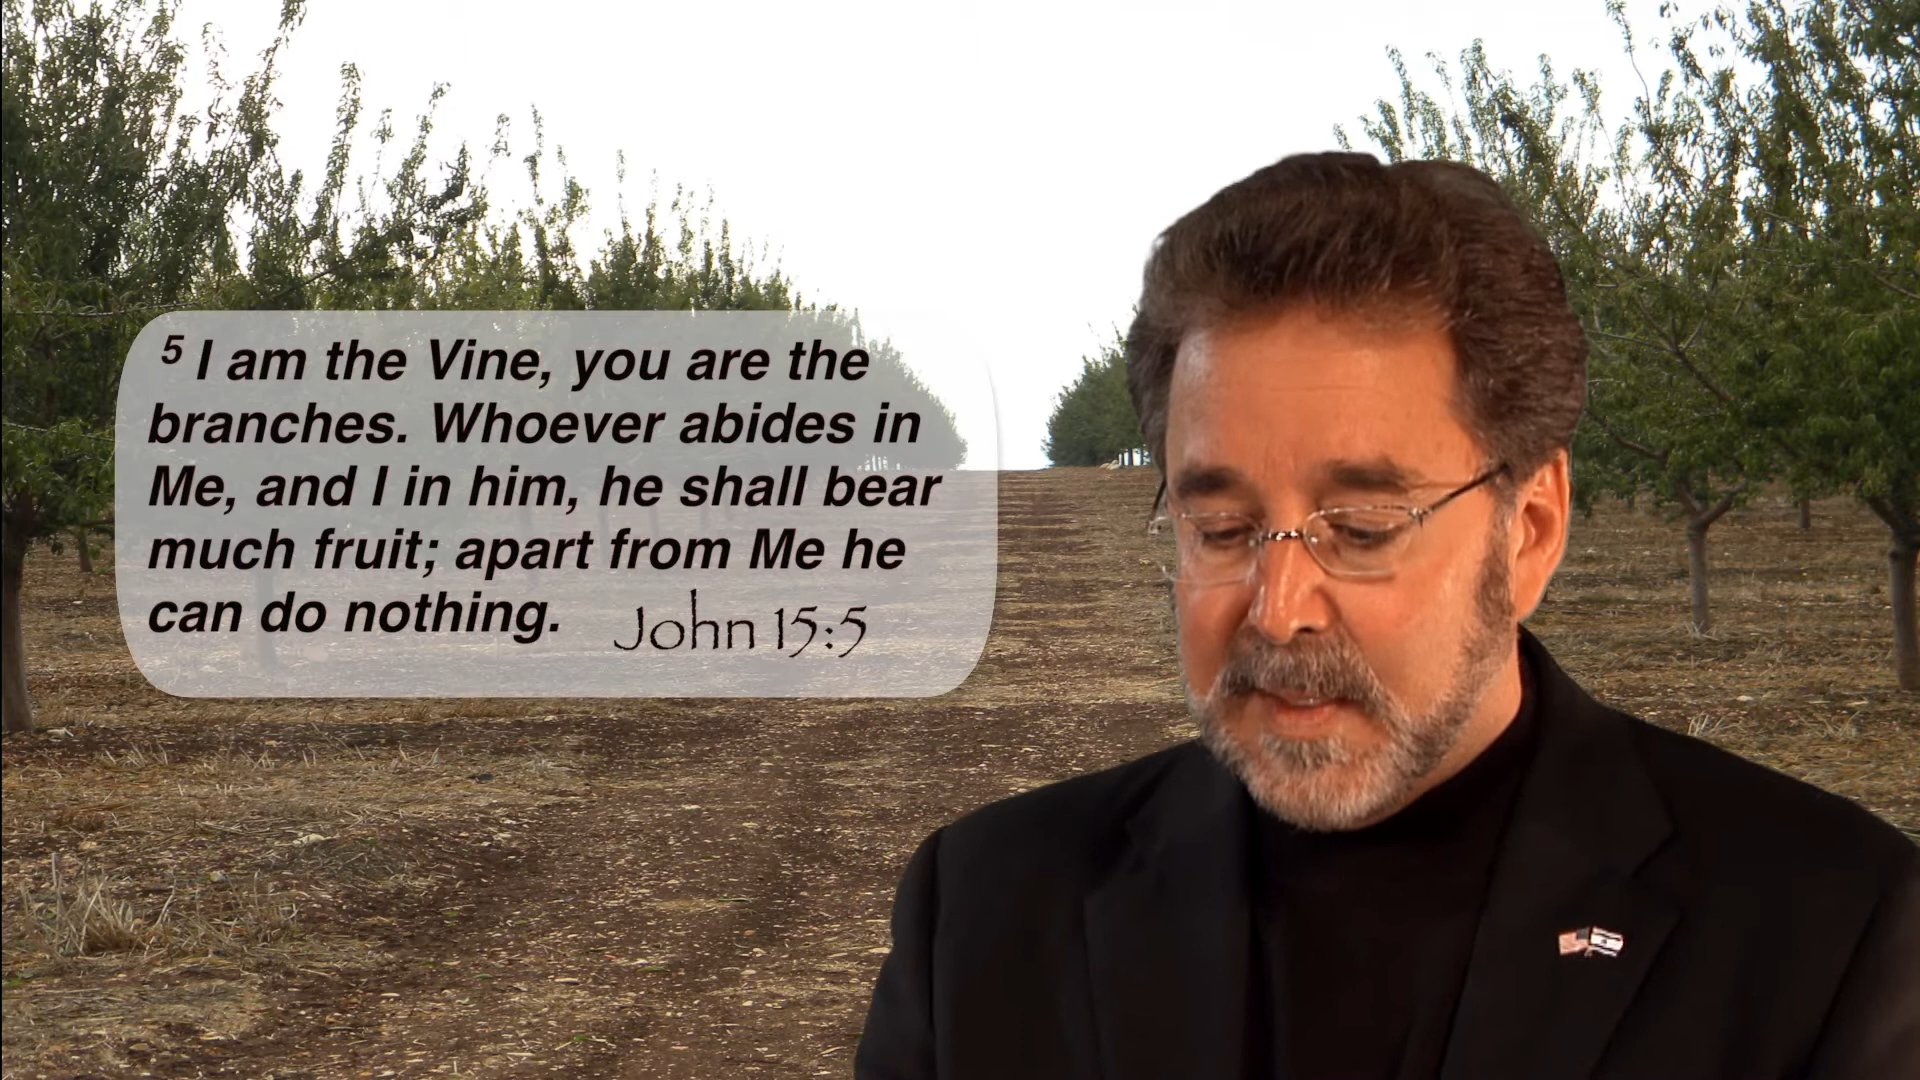 5 I am the Vine, you are the
branches. Whoever abides in
Me, and I in him, he shall bear
much fruit; apart from Me he
can do nothing. John 15:5